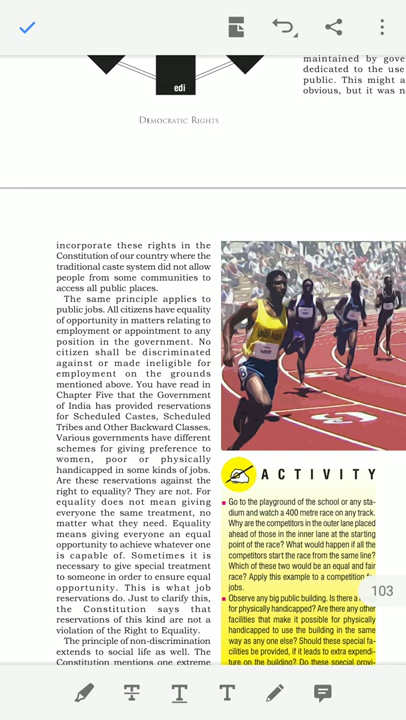 edi
DEMOCRATIC RIGHTS
maintained by gove
dedicated to the use
public. This might a
obvious, but it was n
incorporate these rights in the
Constitution of our country where the
traditional caste system did not allow
people from some communities to
access all public places.
The same principle applies to
public jobs. All citizens have equality
of opportunity in matters relating to
employment or appointment to any
position in the government. No
citizen shall be discriminated
against or made ineligible for
employment on the grounds
mentioned above. You have read in
Chapter Five that the Government
of India has provided reservations
for Scheduled Castes, Scheduled
Tribes and Other Backward Classes.
Various governments have different
schemes for giving preference to
women, poor or physically
handicapped in some kinds of jobs.
Are these reservations against the
right to equality? They are not. For
equality does not mean giving
everyone the same treatment, no
matter what they need. Equality
means giving everyone an equal
opportunity to achieve whatever one
is capable of. Sometimes it is
necessary to give special treatment
to someone in order to ensure equal
opportunity. This is what job
reservations do. Just to clarify this,
the Constitution says that
reservations of this kind are not a
violation of the Right to Equality.
The principle of non-discrimination
extends to social life as well. The
Constitution mentions one extreme
ACTIVITY
Go to the playground of the school or any sta-
dium and watch a 400 metre race on any track.
Why are the competitors in the outer lane placed
ahead of those in the inner lane at the starting
point of the race? What would happen if all the
competitors start the race from the same line?
Which of these two would be an equal and fair
race? Apply this example to a competition for
jobs.
Observe any big public building. Is there a
for physically handicapped? Are there any other
facilities that make it possible for physically
handicapped to use the building in the same
way as any one else? Should these special fa-
cilities be provided, if it leads to extra expendi-
ture on the building? Do these special provi-
103